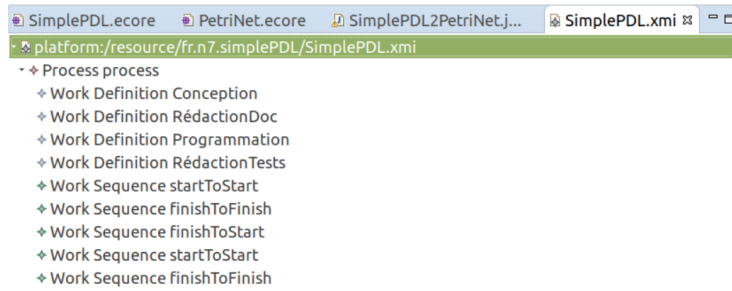 SimplePDL.ecore PetriNet.ecore SimplePDL2PetriNet.j... SimplePDL.xmi
platform:/resource/fr.n7.simplePDL/SimplePDL.xmi
Process process
Work Definition Conception
Work Definition RédactionDoc
Work Definition Programmation
Work Definition RédactionTests
Work Sequence startToStart
Work Sequence finishToFinish
Work Sequence finishToStart
Work Sequence startToStart
Work Sequence finishToFinish